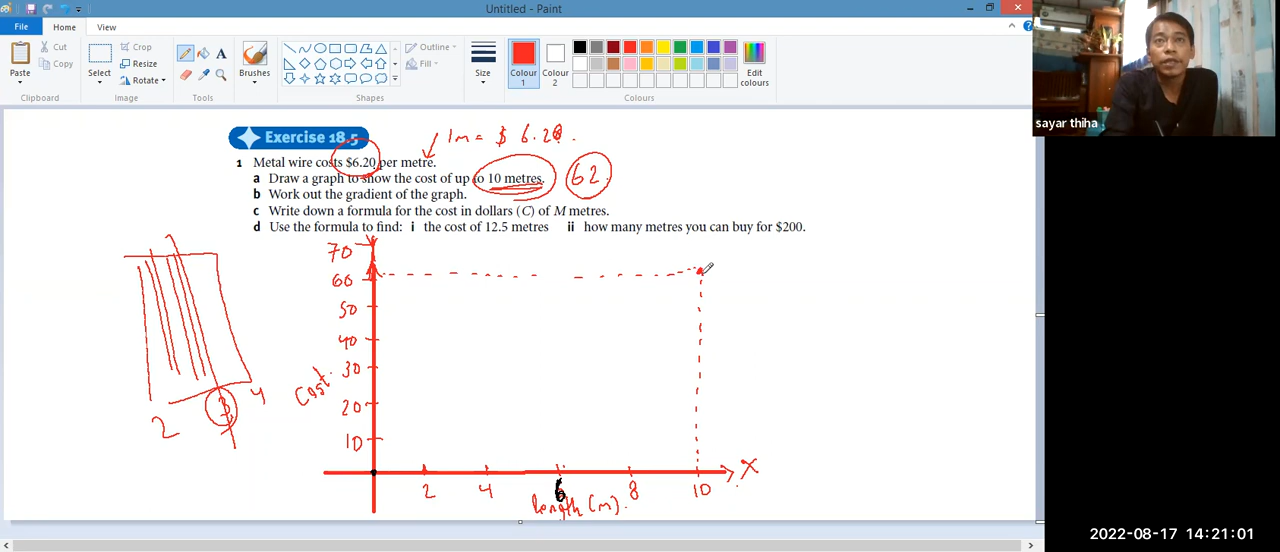 Untitled - Paint
File Home View
Paste
Cut
Copy
Clipboard
Select
Crop
Resize
Rotate
Image
Tools
Brushes
Shapes
Outline
Fill
Size
Colour 1
Colour 2
Edit colours
Colours
sayar thiha
Exercise 18.5
1m = $ 6.20.
1 Metal wire costs $6.20 per metre.
a Draw a graph to show the cost of up to 10 metres. 62
b Work out the gradient of the graph.
c Write down a formula for the cost in dollars (C) of M metres.
d Use the formula to find: i the cost of 12.5 metres ii how many metres you can buy for $200.
70
60
50
40
30
20
10
Cost.
2 3 4
2 4 6 8 10 X
length (m).
2022-08-17 14:21:01